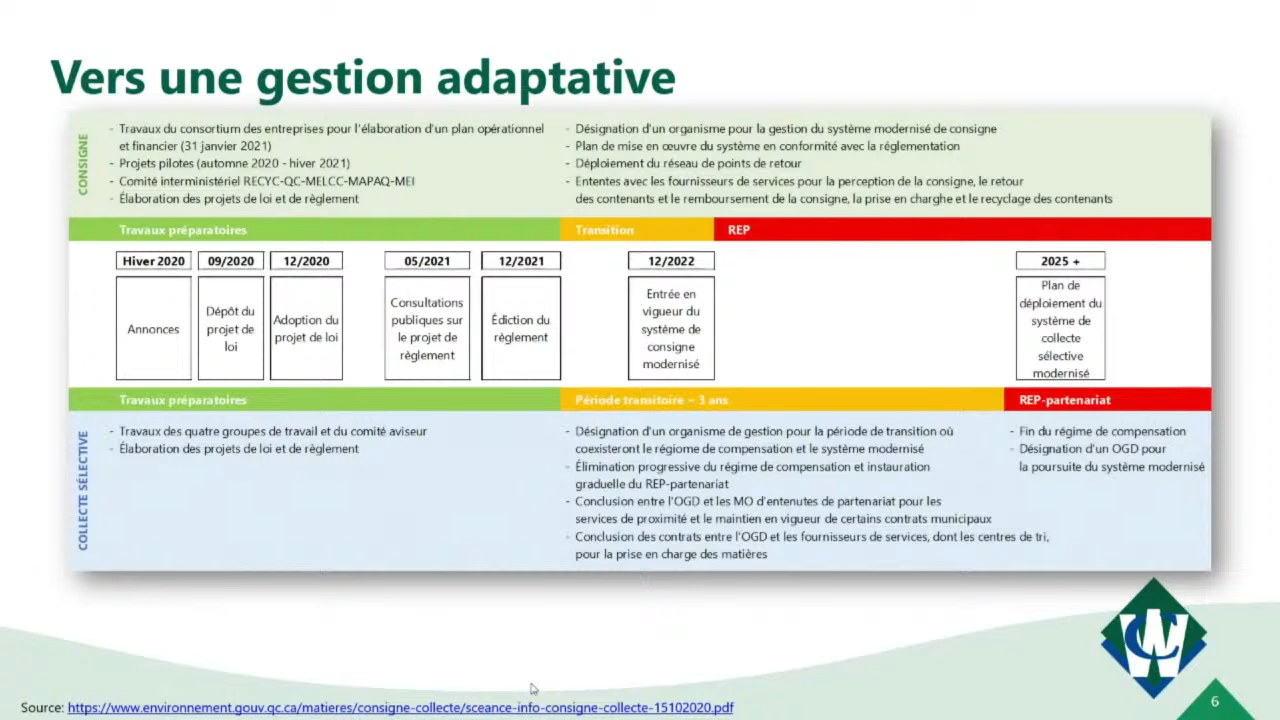 Vers une gestion adaptative
CONSIGNE
- Travaux du consortium des entreprises pour l'élaboration d'un plan opérationnel
et financier (31 janvier 2021)
- Projets pilotes (automne 2020 - hiver 2021)
- Comité interministériel RECYC-QC-MELCC-MAPAQ-MEI
- Élaboration des projets de loi et de règlement
- Désignation d'un organisme pour la gestion du système modernisé de consigne
- Plan de mise en œuvre du système en conformité avec la réglementation
- Déploiement du réseau de points de retour
- Ententes avec les fournisseurs de services pour la perception de la consigne, le retour
des contenants et le remboursement de la consigne, la prise en charghe et le recyclage des contenants
Travaux préparatoires
Transition
REP
Hiver 2020
09/2020
12/2020
05/2021
12/2021
12/2022
2025 +
Annonces
Dépôt du
projet de
loi
Adoption du
projet de loi
Consultations
publiques sur
le projet de
règlement
Édiction du
règlement
Entrée en
vigueur du
système de
consigne
modernisé
Plan de
déploiement du
système de
collecte
sélective
modernisé
Travaux préparatoires
Période transitoire ~ 3 ans
REP-partenariat
COLLECTE SÉLECTIVE
- Travaux des quatre groupes de travail et du comité aviseur
- Élaboration des projets de loi et de règlement
- Désignation d'un organisme de gestion pour la période de transition où
coexisteront le régiome de compensation et le système modernisé
- Élimination progressive du régime de compensation et instauration
graduelle du REP-partenariat
- Conclusion entre l'OGD et les MO d'entenutes de partenariat pour les
services de proximité et le maintien en vigueur de certains contrats municipaux
- Conclusion des contrats entre l'OGD et les fournisseurs de services, dont les centres de tri,
pour la prise en charge des matières
- Fin du régime de compensation
- Désignation d'un OGD pour
la poursuite du système modernisé
CW
Source: https://www.environnement.gouv.qc.ca/matieres/consigne-collecte/sceance-info-consigne-collecte-15102020.pdf
6